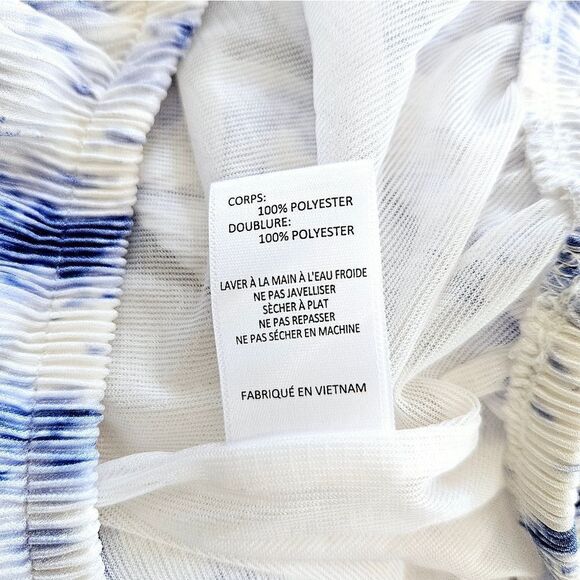 CORPS:
100% POLYESTER
DOUBLURE:
100% POLYESTER
LAVER À LA MAIN À L'EAU FROIDE
NE PAS JAVELLISER
SÈCHER À PLAT
NE PAS REPASSER
NE PAS SÉCHER EN MACHINE
FABRIQUÉ EN VIETNAM